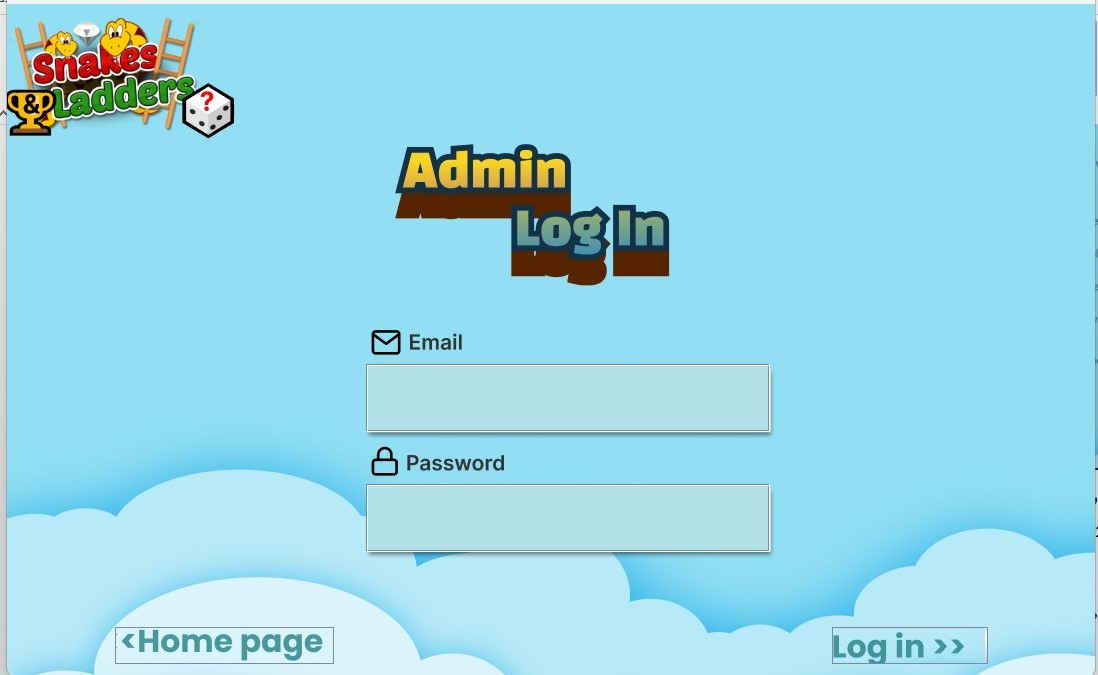 Snakes
& Ladders
?
Admin
Log In
Email
Password
<Home page
Log in >>